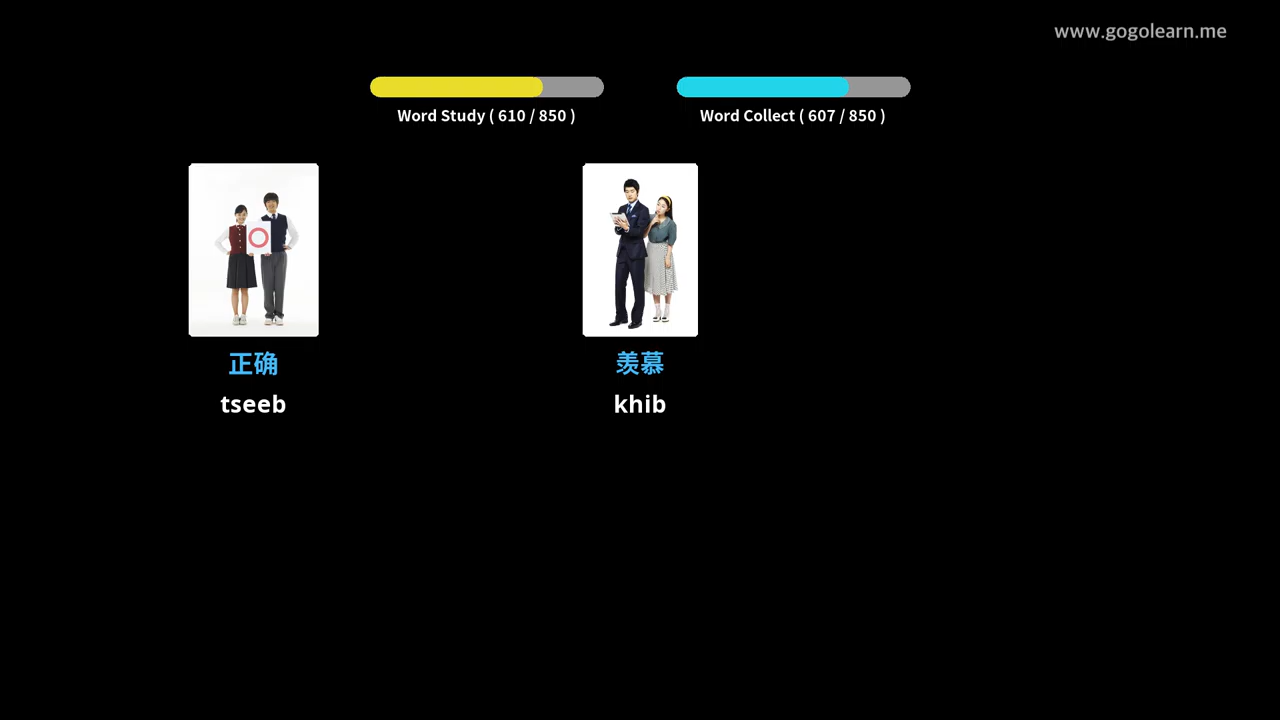 www.gogolearn.me
Word Study ( 610 / 850 )
Word Collect ( 607 / 850 )
正确
tseeb
羡慕
khib